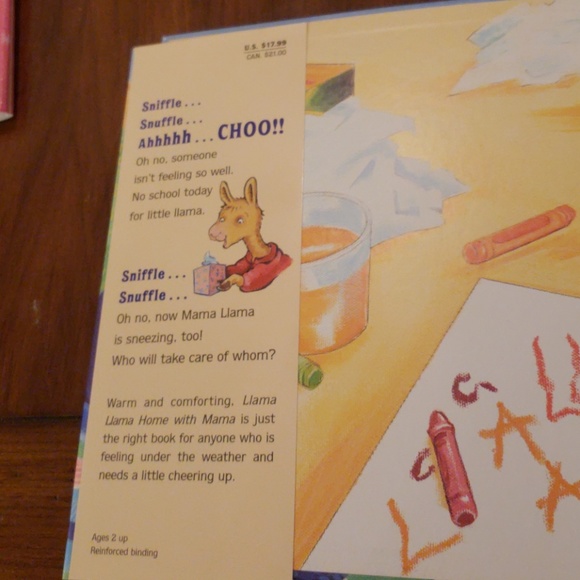 U.S. $17.99
CAN. $21.00
Sniffle...
Snuffle...
Ahhhhh...CHOO!!
Oh no, someone
isn't feeling so well.
No school today
for little llama.
Sniffle...
Snuffle...
Oh no, now Mama Llama
is sneezing, too!
Who will take care of whom?
Warm and comforting, Llama
Llama Home with Mama is just
the right book for anyone who is
feeling under the weather and
needs a little cheering up.
Ages 2 up
Reinforced binding